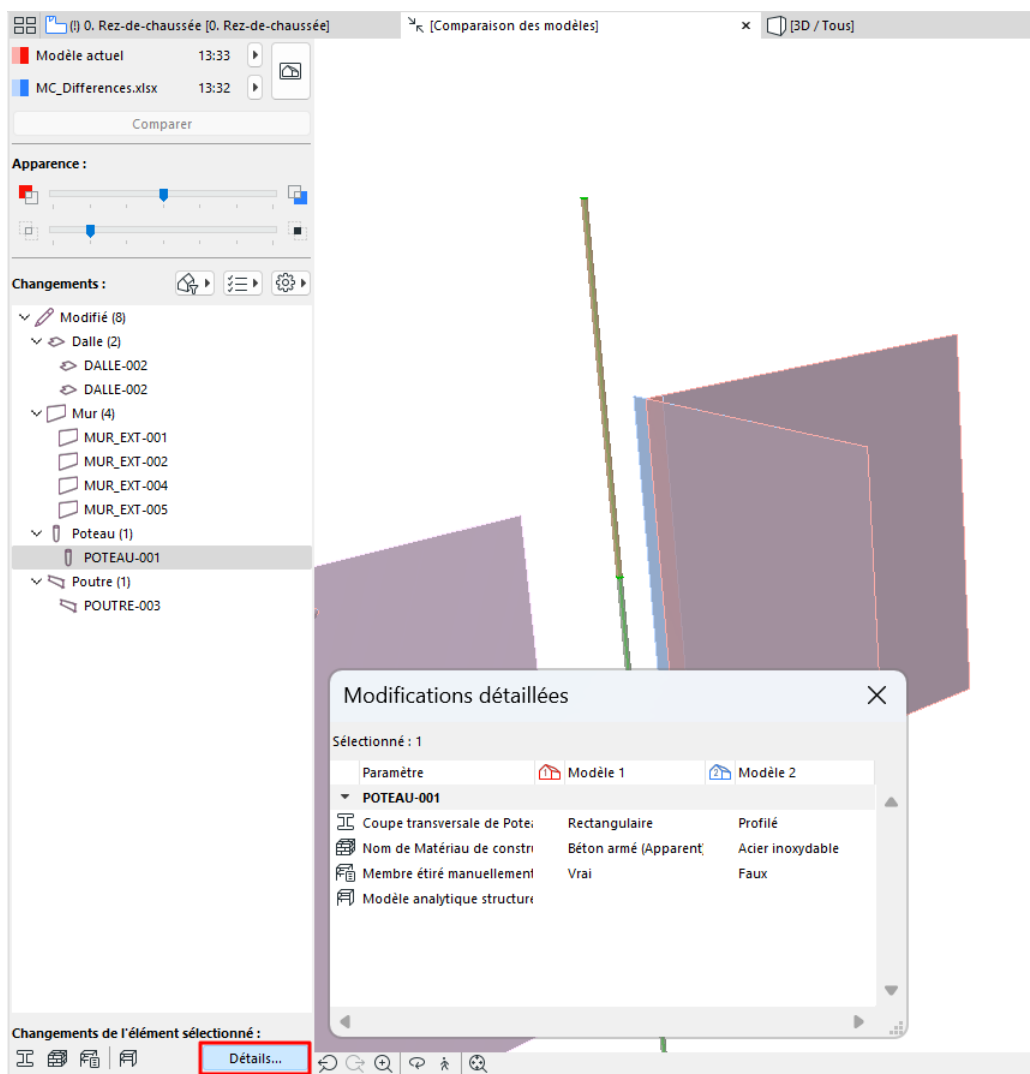 (!) 0. Rez-de-chaussée [0. Rez-de-chaussée]
[Comparaison des modèles]
[3D / Tous]
Modèle actuel 13:33
MC_Differences.xlsx 13:32
Comparer
Apparence :
Changements :
Modifié (8)
Dalle (2)
DALLE-002
DALLE-002
Mur (4)
MUR_EXT-001
MUR_EXT-002
MUR_EXT-004
MUR_EXT-005
Poteau (1)
POTEAU-001
Poutre (1)
POUTRE-003
Modifications détaillées
Sélectionné : 1
Paramètre 1 Modèle 1 2 Modèle 2
POTEAU-001
Coupe transversale de Pote Rectangulaire Profilé
Nom de Matériau de constr Béton armé (Apparent) Acier inoxydable
Membre étiré manuellement Vrai Faux
Modèle analytique structure
Changements de l'élément sélectionné :
Détails...